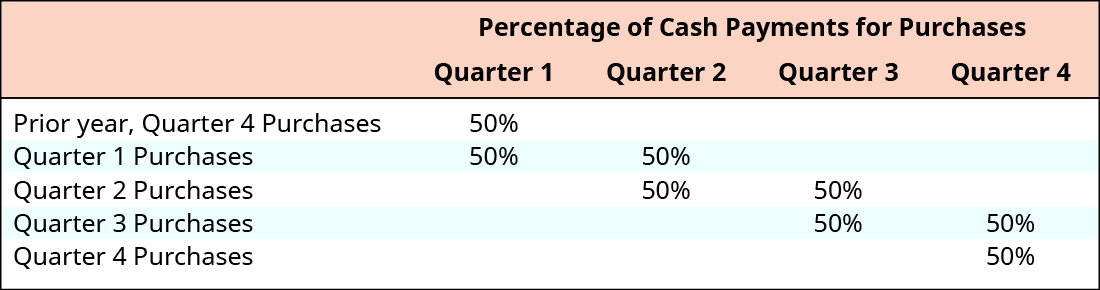 Percentage of Cash Payments for Purchases
Quarter 1 Quarter 2 Quarter 3 Quarter 4
Prior year, Quarter 4 Purchases 50%
Quarter 1 Purchases 50% 50%
Quarter 2 Purchases 50% 50%
Quarter 3 Purchases 50% 50%
Quarter 4 Purchases 50%